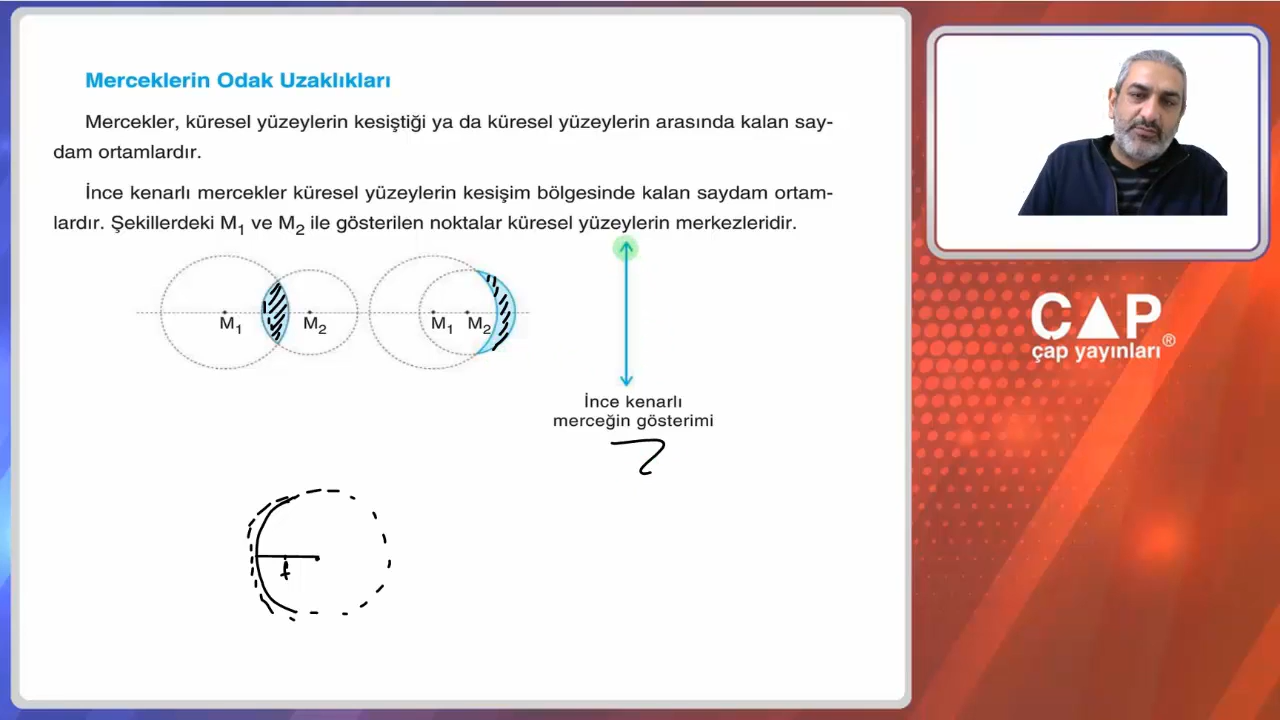 Merceklerin Odak Uzaklıkları
Mercekler, küresel yüzeylerin kesiştiği ya da küresel yüzeylerin arasında kalan say-
dam ortamlardır.
İnce kenarlı mercekler küresel yüzeylerin kesişim bölgesinde kalan saydam ortam-
lardır. Şekillerdeki M1 ve M2 ile gösterilen noktalar küresel yüzeylerin merkezleridir.
M1 M2 M1 M2
İnce kenarlı
merceğin gösterimi
f
ÇAP
çap yayınları®